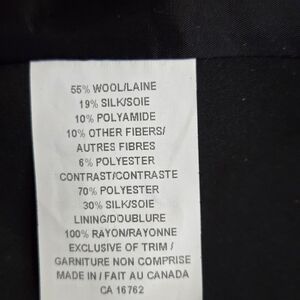 55% WOOL/LAINE
19% SILK/SOIE
10% POLYAMIDE
10% OTHER FIBERS/
AUTRES FIBRES
6% POLYESTER
CONTRAST/CONTRASTE
70% POLYESTER
30% SILK/SOIE
LINING/DOUBLURE
100% RAYON/RAYONNE
EXCLUSIVE OF TRIM /
GARNITURE NON COMPRISE
MADE IN / FAIT AU CANADA
CA 16762